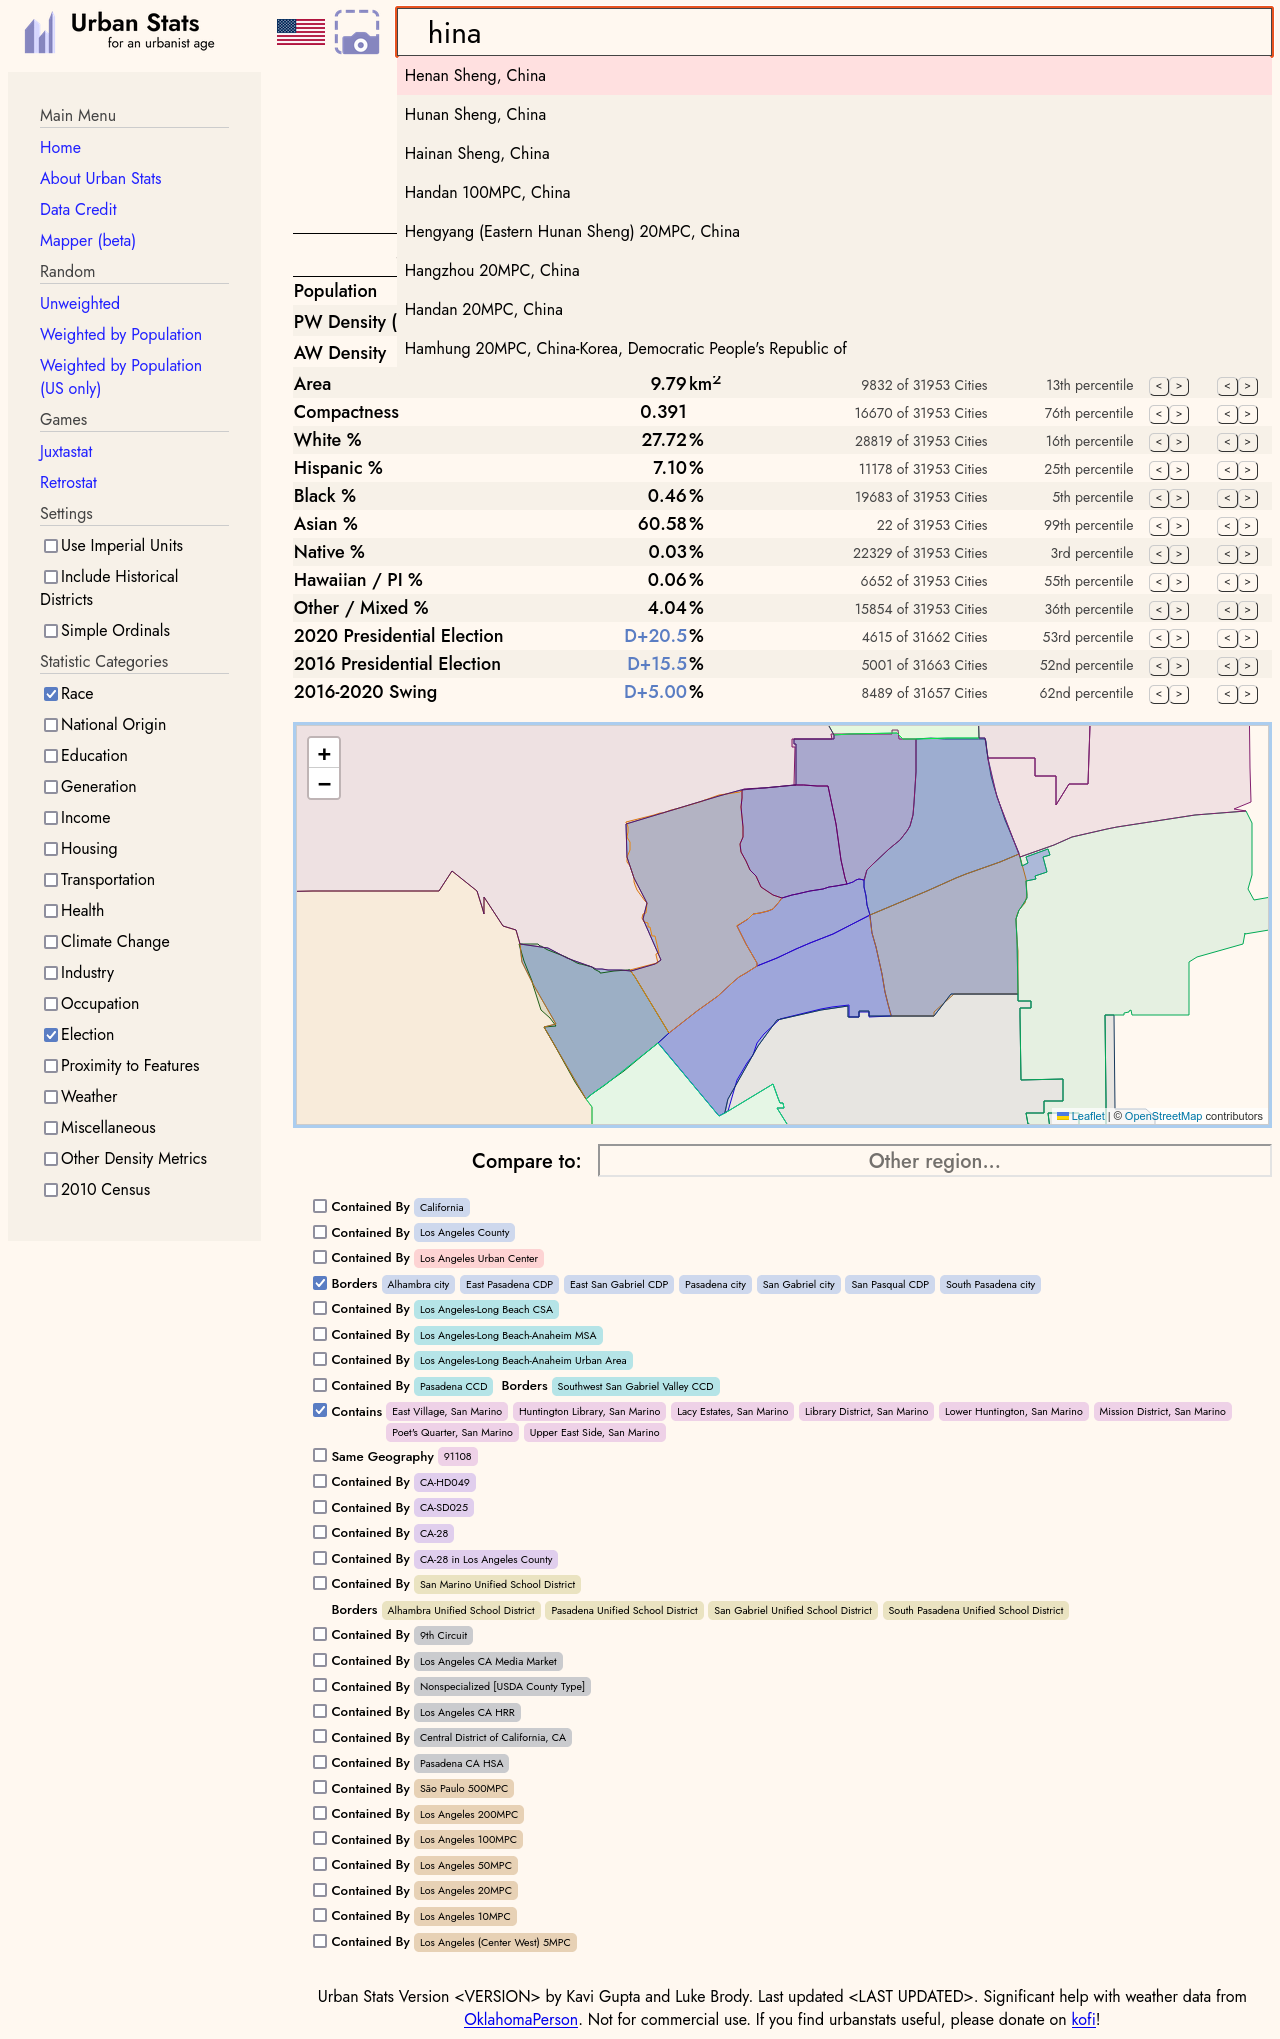 Urban Stats
for an urbanist age
hina
Henan Sheng, China
Hunan Sheng, China
Hainan Sheng, China
Handan 100MPC, China
Hengyang (Eastern Hunan Sheng) 20MPC, China
Hangzhou 20MPC, China
Handan 20MPC, China
Hamhung 20MPC, China-Korea, Democratic People's Republic of
Main Menu
Home
About Urban Stats
Data Credit
Mapper (beta)
Random
Unweighted
Weighted by Population
Weighted by Population
(US only)
Games
Juxtastat
Retrostat
Settings
Use Imperial Units
Include Historical
Districts
Simple Ordinals
Statistic Categories
Race
National Origin
Education
Generation
Income
Housing
Transportation
Health
Climate Change
Industry
Occupation
Election
Proximity to Features
Weather
Miscellaneous
Other Density Metrics
2010 Census
Population
PW Density (
AW Density
Area 9.79 km² 9832 of 31953 Cities 13th percentile < > < >
Compactness 0.391 16670 of 31953 Cities 76th percentile < > < >
White % 27.72% 28819 of 31953 Cities 16th percentile < > < >
Hispanic % 7.10% 11178 of 31953 Cities 25th percentile < > < >
Black % 0.46% 19683 of 31953 Cities 5th percentile < > < >
Asian % 60.58% 22 of 31953 Cities 99th percentile < > < >
Native % 0.03% 22329 of 31953 Cities 3rd percentile < > < >
Hawaiian / PI % 0.06% 6652 of 31953 Cities 55th percentile < > < >
Other / Mixed % 4.04% 15854 of 31953 Cities 36th percentile < > < >
2020 Presidential Election D+20.5% 4615 of 31662 Cities 53rd percentile < > < >
2016 Presidential Election D+15.5% 5001 of 31663 Cities 52nd percentile < > < >
2016-2020 Swing D+5.00% 8489 of 31657 Cities 62nd percentile < > < >
+
−
Leaflet | © OpenStreetMap contributors
Compare to: Other region...
Contained By California
Contained By Los Angeles County
Contained By Los Angeles Urban Center
Borders Alhambra city East Pasadena CDP East San Gabriel CDP Pasadena city San Gabriel city San Pasqual CDP South Pasadena city
Contained By Los Angeles-Long Beach CSA
Contained By Los Angeles-Long Beach-Anaheim MSA
Contained By Los Angeles-Long Beach-Anaheim Urban Area
Contained By Pasadena CCD Borders Southwest San Gabriel Valley CCD
Contains East Village, San Marino Huntington Library, San Marino Lacy Estates, San Marino Library District, San Marino Lower Huntington, San Marino Mission District, San Marino
Poet's Quarter, San Marino Upper East Side, San Marino
Same Geography 91108
Contained By CA-HD049
Contained By CA-SD025
Contained By CA-28
Contained By CA-28 in Los Angeles County
Contained By San Marino Unified School District
Borders Alhambra Unified School District Pasadena Unified School District San Gabriel Unified School District South Pasadena Unified School District
Contained By 9th Circuit
Contained By Los Angeles CA Media Market
Contained By Nonspecialized [USDA County Type]
Contained By Los Angeles CA HRR
Contained By Central District of California, CA
Contained By Pasadena CA HSA
Contained By São Paulo 500MPC
Contained By Los Angeles 200MPC
Contained By Los Angeles 100MPC
Contained By Los Angeles 50MPC
Contained By Los Angeles 20MPC
Contained By Los Angeles 10MPC
Contained By Los Angeles (Center West) 5MPC
Urban Stats Version <VERSION> by Kavi Gupta and Luke Brody. Last updated <LAST UPDATED>. Significant help with weather data from
OklahomaPerson. Not for commercial use. If you find urbanstats useful, please donate on kofi!